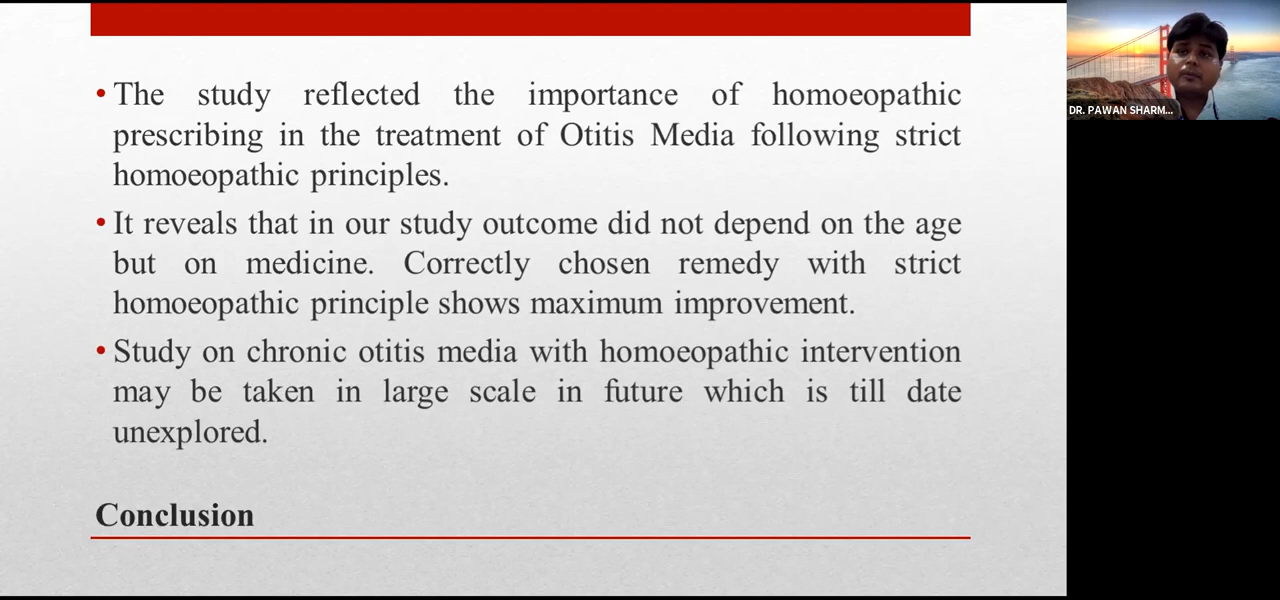 • The study reflected the importance of homoeopathic
prescribing in the treatment of Otitis Media following strict
homoeopathic principles.
• It reveals that in our study outcome did not depend on the age
but on medicine. Correctly chosen remedy with strict
homoeopathic principle shows maximum improvement.
• Study on chronic otitis media with homoeopathic intervention
may be taken in large scale in future which is till date
unexplored.
Conclusion
DR. PAWAN SHARM...